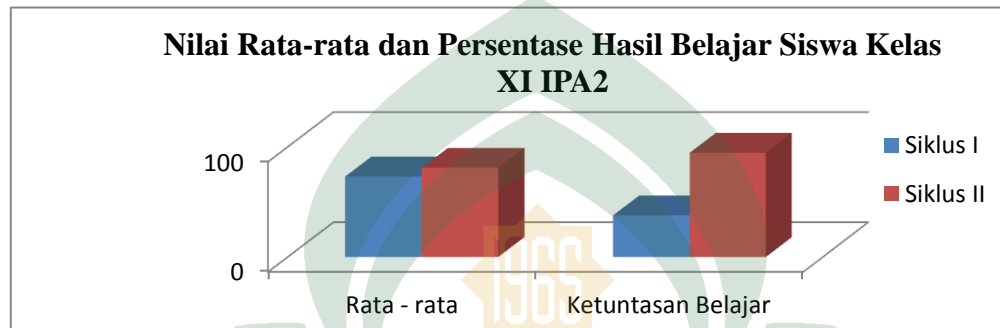 Nilai Rata-rata dan Persentase Hasil Belajar Siswa Kelas
XI IPA2
100
0
Rata - rata
Ketuntasan Belajar
Siklus I
Siklus II
1965